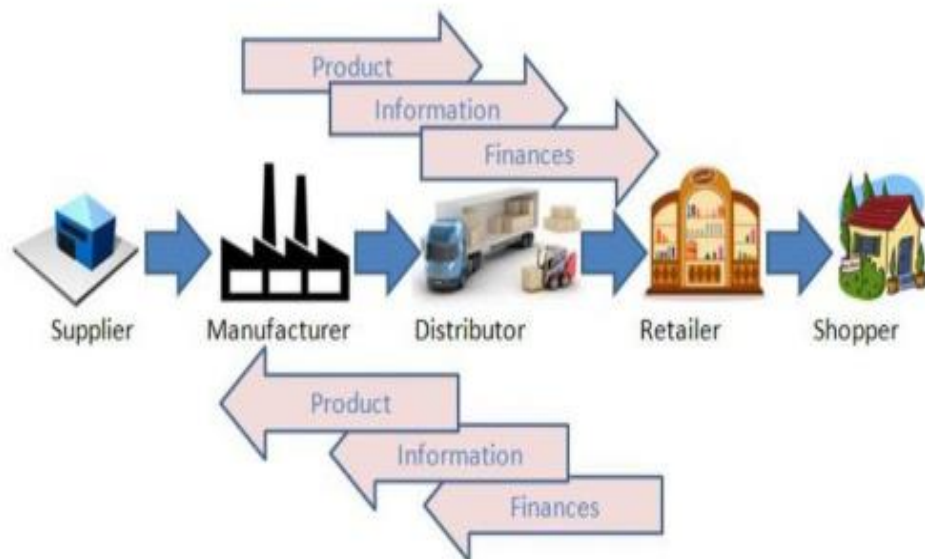 Product
Information
Finances
Supplier
Manufacturer
Distributor
Retailer
Shopper
Product
Information
Finances